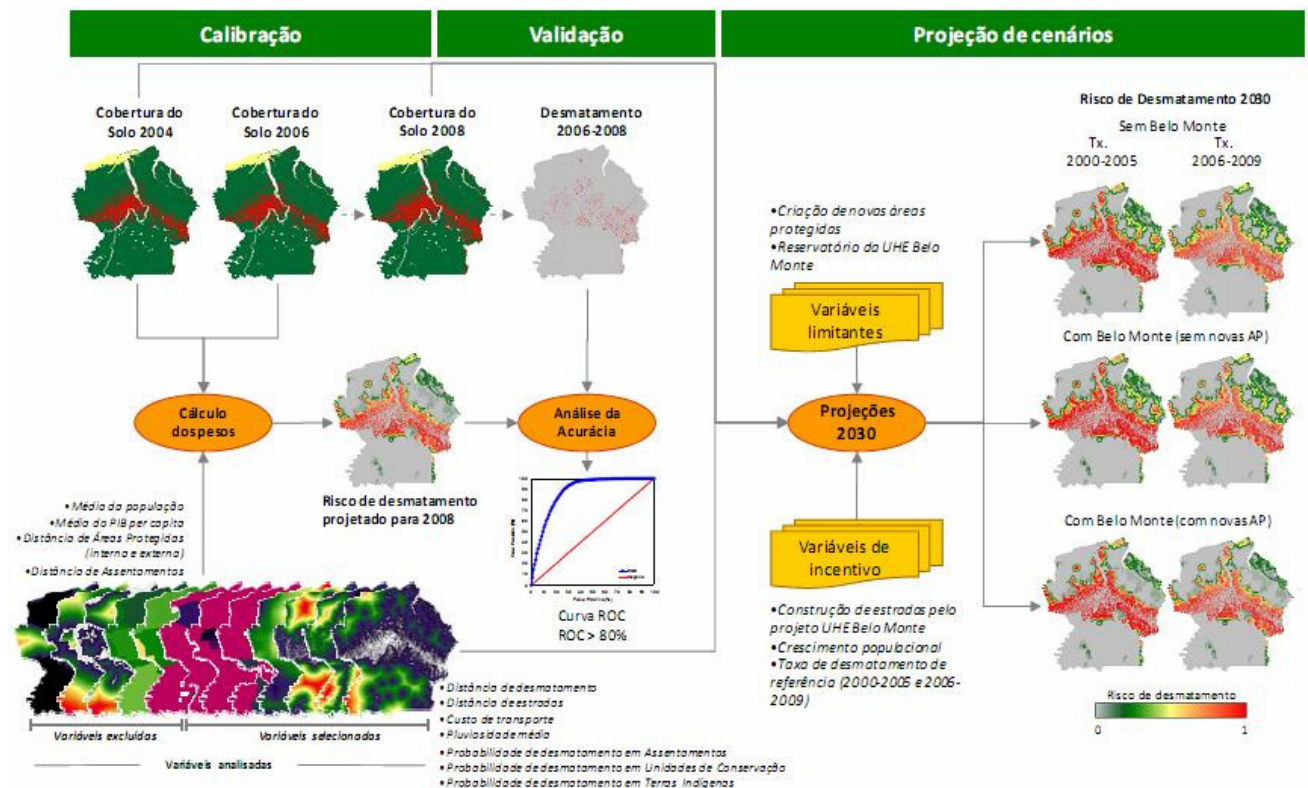 Calibração
Validação
Projeção de cenários
Cobertura do
Solo 2004
Cobertura do
Solo 2006
Cobertura do
Solo 2008
Desmatamento
2006-2008
Risco de Desmatamento 2030
Sem Belo Monte
Tx.
2000-2005
Tx.
2006-2009
•Criação de novas áreas
protegidas
•Reservatório da UHE Belo
Monte
Variáveis
limitantes
Com Belo Monte (sem novas AP)
Cálculo
dos pesos
Análise da
Acurácia
Projeções
2030
Risco de desmatamento
projetado para 2008
•Média da população
•Média do PIB per capita
•Distância de Áreas Protegidas
(interna e externa)
•Distância de Assentamentos
Curva ROC
ROC > 80%
Variáveis de
incentivo
Com Belo Monte (com novas AP)
•Construção de estradas pelo
projeto UHE Belo Monte
•Crescimento populacional
•Taxa de desmatamento de
referência (2000-2005 e 2006-
2009)
•Distância de desmatamento
•Distância de estradas
•Custo de transporte
•Pluviosidade média
•Probabilidade de desmatamento em Assentamentos
•Probabilidade de desmatamento em Unidades de Conservação
•Probabilidade de desmatamento em Terras Indígenas
Variáveis excluídas
Variáveis selecionadas
Variáveis analisadas
Risco de desmatamento
0
1